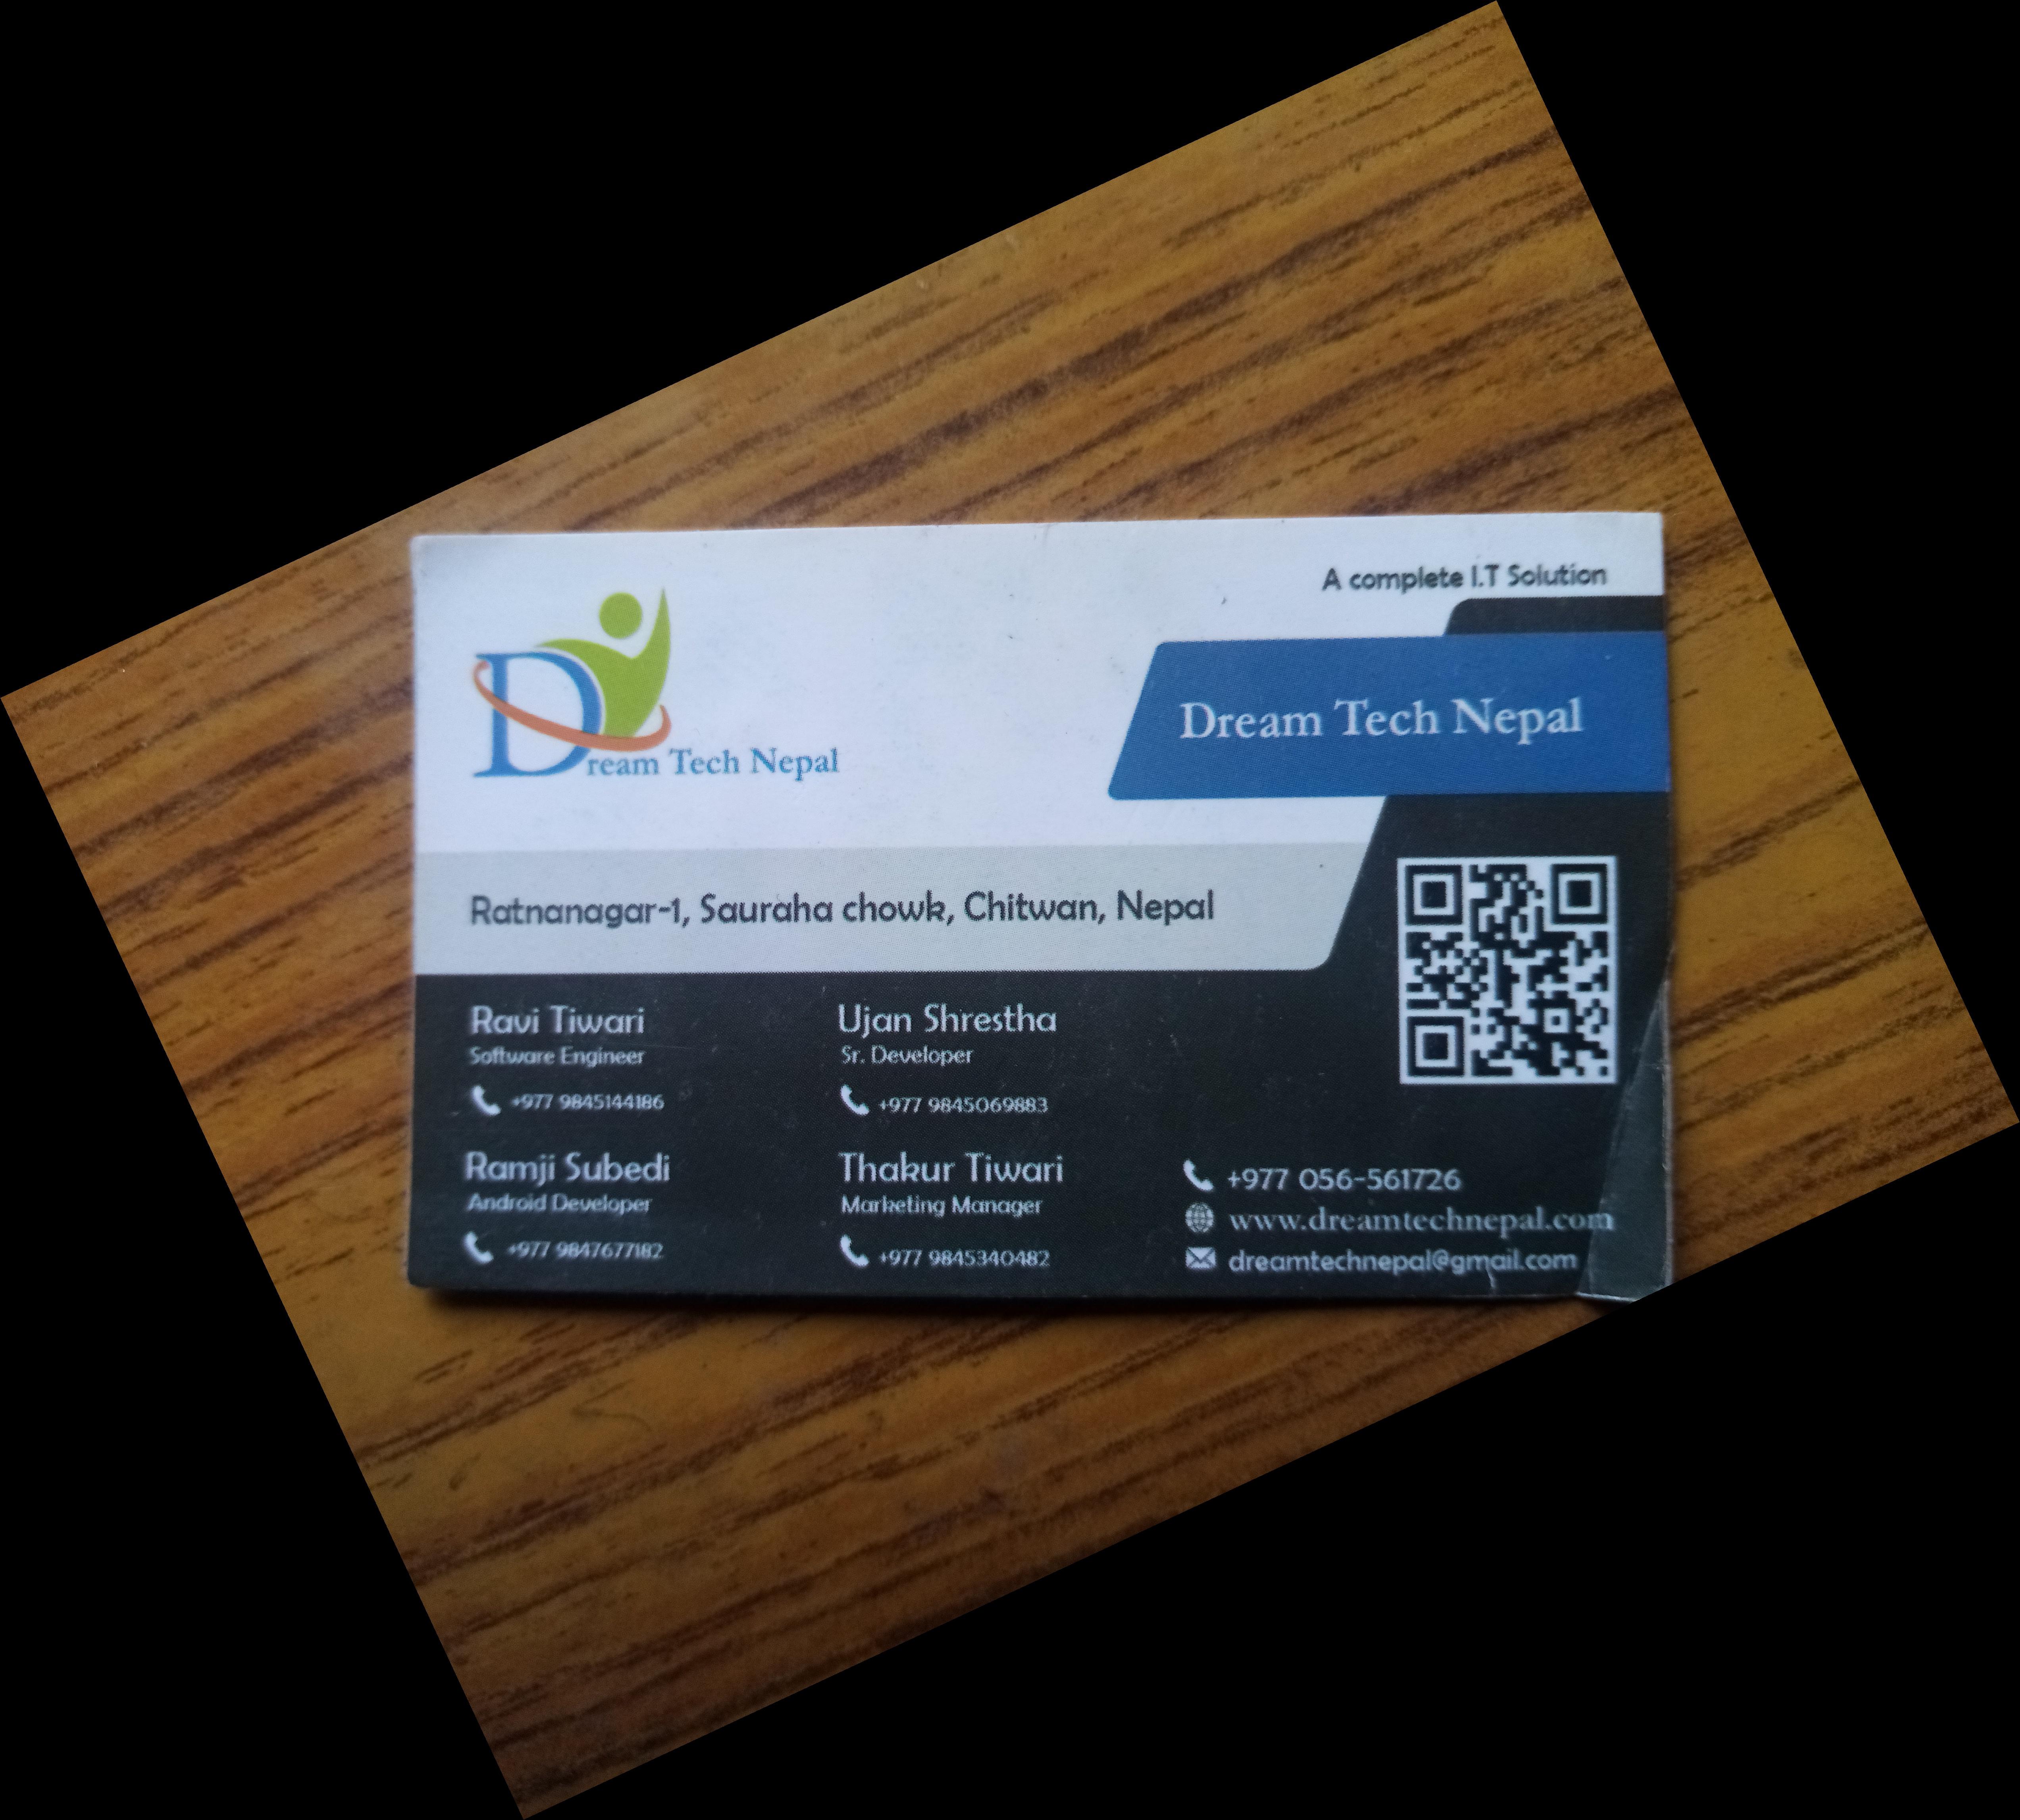 A complete I.T Solution
Dream Tech Nepal
Dream Tech Nepal
Ratnanagar-1, Sauraha chowk, Chitwan, Nepal
Ravi Tiwari
Software Engineer
+977 9845144186
Ujan Shrestha
Sr. Developer
+977 9845069883
Ramji Subedi
Android Developer
+977 9847677182
Thakur Tiwari
Marketing Manager
+977 9845340482
+977 056-561726
www.dreamtechnepal.com
dreamtechnepal@gmail.com